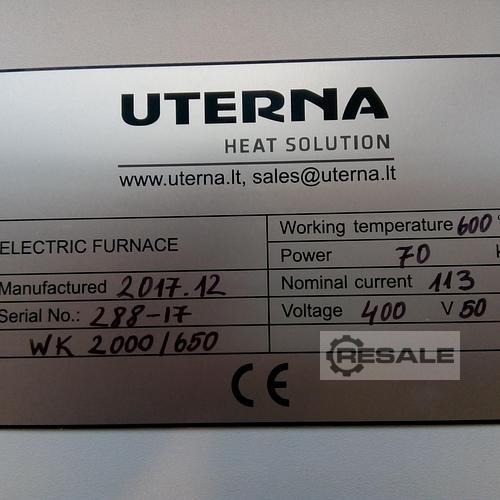 UTERNA
HEAT SOLUTION
www.uterna.lt, sales@uterna.lt
ELECTRIC FURNACE
Manufactured 2017.12
Serial No.: 288-17
WK 2000/650
Working temperature 600°
Power 70
Nominal current 113
Voltage 400 V 50
RESALE
CE